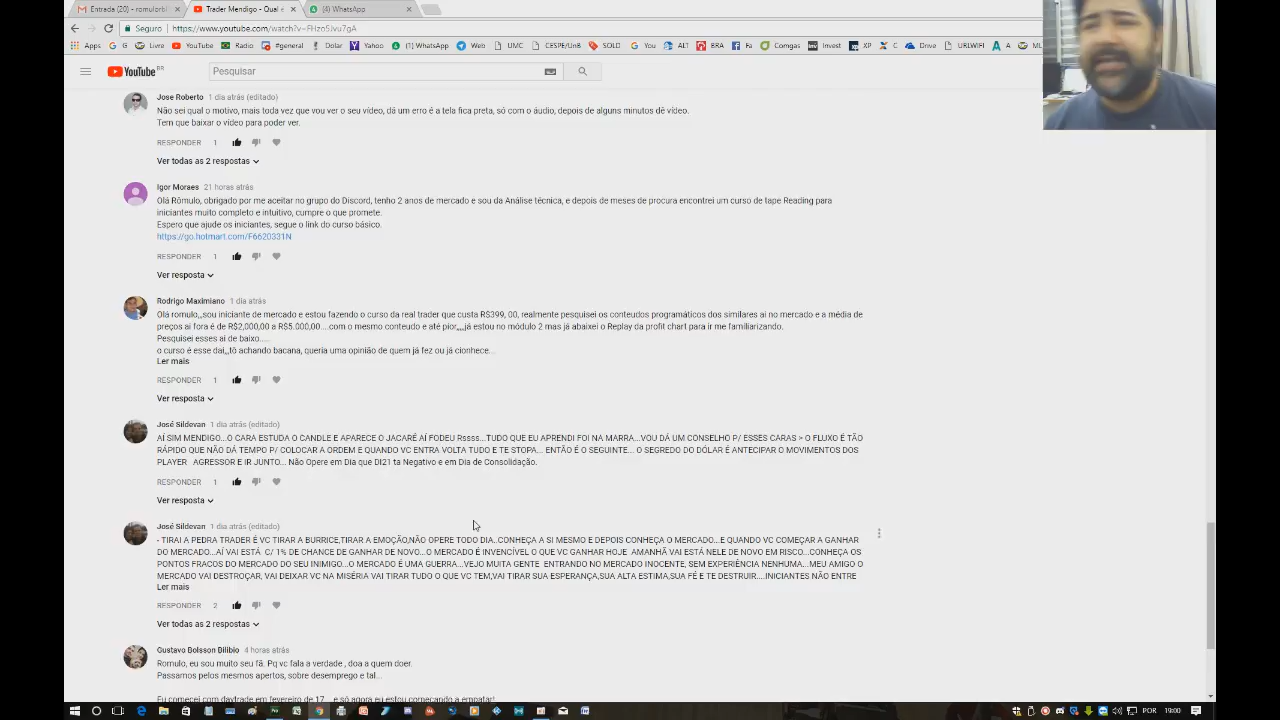 Entrada (20) - romulorbl
Trader Mendigo - Qual é
(4) WhatsApp
Seguro https://www.youtube.com/watch?v=FHzo5Jvu7gA
Apps G Livre YouTube Radio #general Dolar Yahoo (1) WhatsApp Web UMC CESPE/UnB SOLD You ALT BRA Fa Comgas Invest XP C Drive URLWIFI A
YouTube BR
Pesquisar
Jose Roberto 1 dia atrás (editado)
Não sei qual o motivo, mais toda vez que vou ver o seu vídeo, dá um erro é a tela fica preta, só com o áudio, depois de alguns minutos dê vídeo.
Tem que baixar o vídeo para poder ver.
RESPONDER 1
Ver todas as 2 respostas
Igor Moraes 21 horas atrás
Olá Rômulo, obrigado por me aceitar no grupo do Discord, tenho 2 anos de mercado e sou da Análise técnica, e depois de meses de procura encontrei um curso de tape Reading para
iniciantes muito completo e intuitivo, cumpre o que promete.
Espero que ajude os iniciantes, segue o link do curso básico.
https://go.hotmart.com/F6620331N
RESPONDER 1
Ver resposta
Rodrigo Maximiano 1 dia atrás
Olá romulo,,,sou iniciante de mercado e estou fazendo o curso da real trader que custa R$399, 00, realmente pesquisei os conteudos programáticos dos similares ai no mercado e a média de
preços ai fora é de R$2,000,00 a R$5.000,00....com o mesmo conteudo e até pior,,,,já estou no módulo 2 mas já abaixei o Replay da profit chart para ir me familiarizando.
Pesquisei esses ai de baixo.....
o curso é esse dai,,,tô achando bacana, queria uma opinião de quem já fez ou já cionhece...
Ler mais
RESPONDER 1
Ver resposta
José Sildevan 1 dia atrás (editado)
AÍ SIM MENDIGO...O CARA ESTUDA O CANDLE E APARECE O JACARÉ AÍ FODEU Rssss...TUDO QUE EU APRENDI FOI NA MARRA...VOU DÁ UM CONSELHO P/ ESSES CARAS > O FLUXO É TÃO
RÁPIDO QUE NÃO DÁ TEMPO P/ COLOCAR A ORDEM E QUANDO VC ENTRA VOLTA TUDO E TE STOPA... ENTÃO É O SEGUINTE... O SEGREDO DO DÓLAR É ANTECIPAR O MOVIMENTOS DOS
PLAYER AGRESSOR E IR JUNTO... Não Opere em Dia que DI21 ta Negativo e em Dia de Consolidação.
RESPONDER 1
Ver resposta
José Sildevan 1 dia atrás (editado)
- TIRAI A PEDRA TRADER É VC TIRAR A BURRICE,TIRAR A EMOÇÃO,NÃO OPERE TODO DIA..CONHEÇA A SI MESMO E DEPOIS CONHEÇA O MERCADO...E QUANDO VC COMEÇAR A GANHAR
DO MERCADO...AÍ VAI ESTÁ C/ 1% DE CHANCE DE GANHAR DE NOVO...O MERCADO É INVENCÍVEL O QUE VC GANHAR HOJE AMANHÃ VAI ESTÁ NELE DE NOVO EM RISCO...CONHEÇA OS
PONTOS FRACOS DO MERCADO DO SEU INIMIGO...O MERCADO É UMA GUERRA...VEJO MUITA GENTE ENTRANDO NO MERCADO INOCENTE, SEM EXPERIÊNCIA NENHUMA...MEU AMIGO O
MERCADO VAI DESTROÇAR, VAI DEIXAR VC NA MISÉRIA VAI TIRAR TUDO O QUE VC TEM,VAI TIRAR SUA ESPERANÇA,SUA ALTA ESTIMA,SUA FÉ E TE DESTRUIR....INICIANTES NÃO ENTRE
Ler mais
RESPONDER 2
Ver todas as 2 respostas
Gustavo Bolsson Bilibio 4 horas atrás
Romulo, eu sou muito seu fã. Pq vc fala a verdade , doa a quem doer.
Passamos pelos mesmos apertos, sobre desemprego e tal...
Eu comecei com daytrade em fevereiro de 17... e só agora eu estou começando a empatar!
POR 19:00